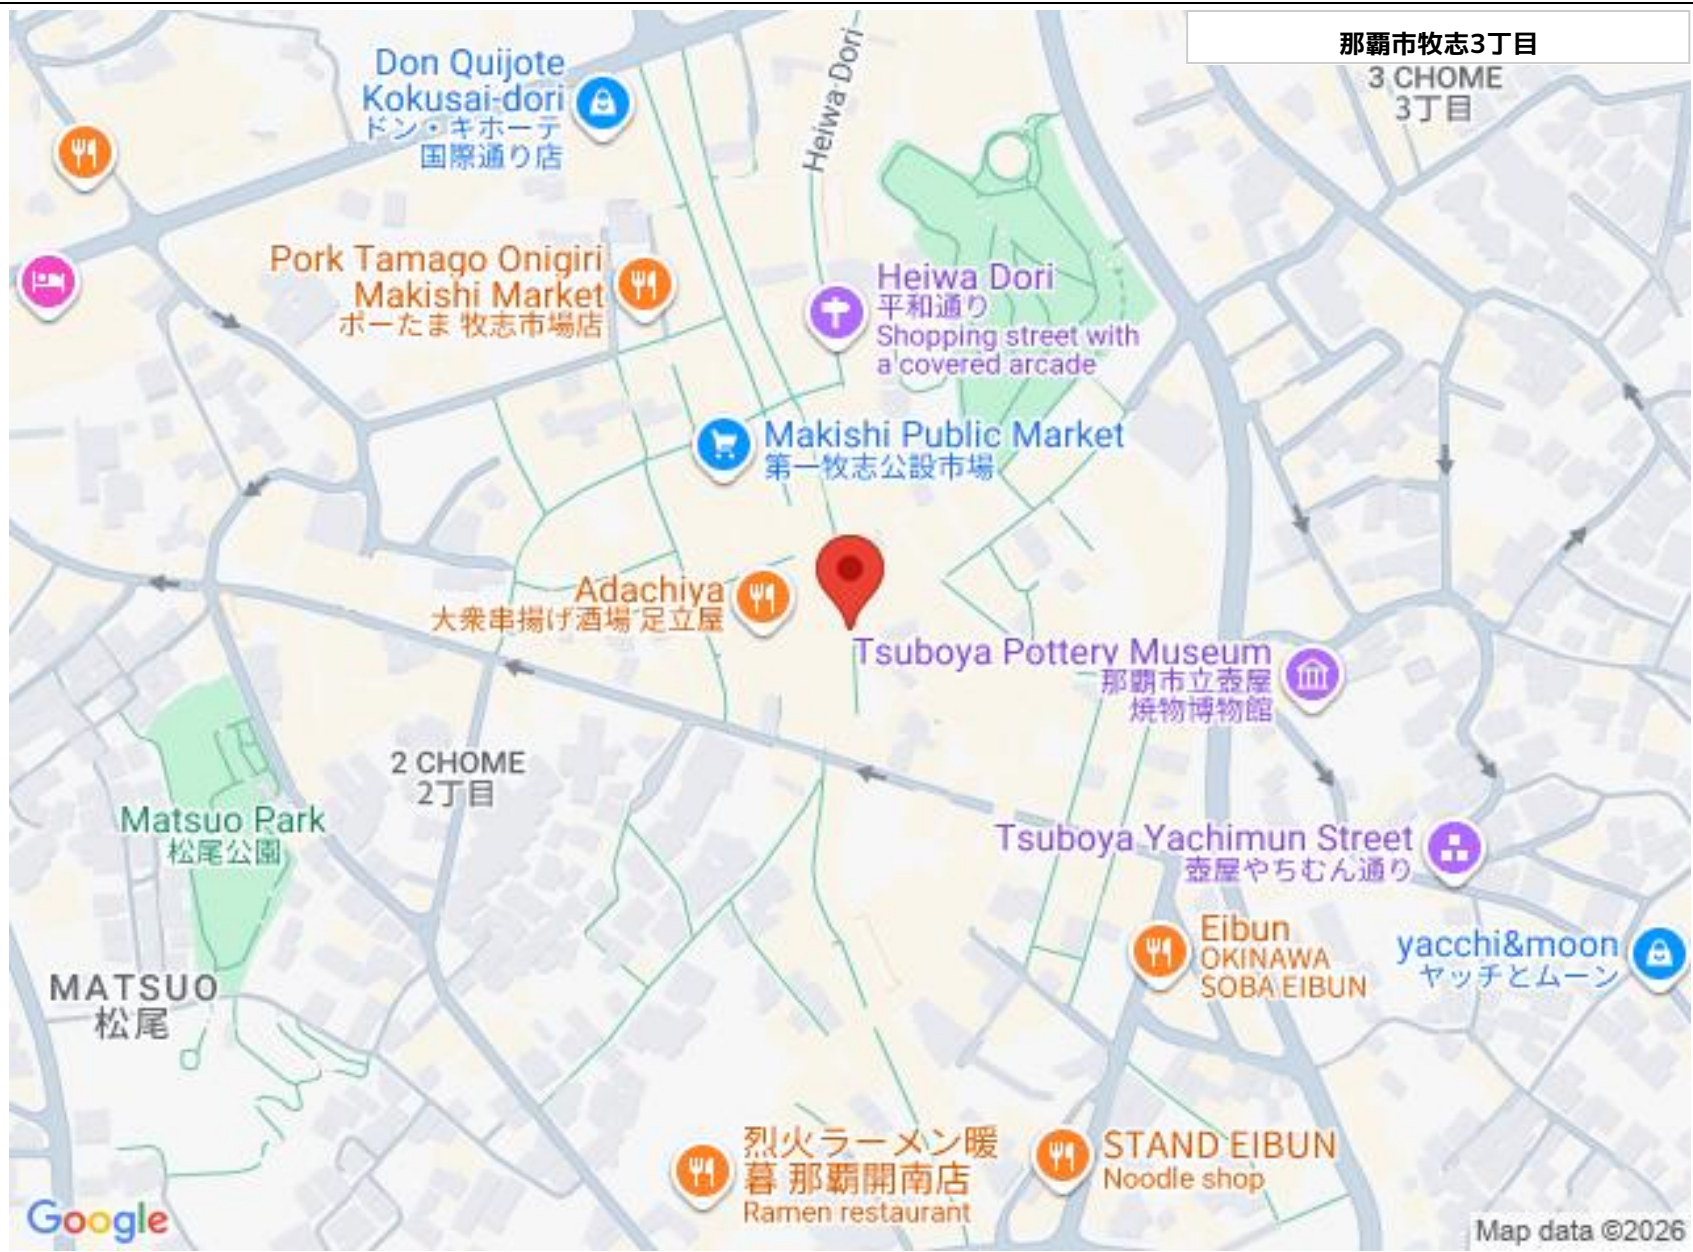 那覇市牧志3丁目
3 CHOME
3丁目
Don Quijote
Kokusai-dori
ドン・キホーテ
国際通り店
Heiwa Dori
Pork Tamago Onigiri
Makishi Market
ポーたま 牧志市場店
Heiwa Dori
平和通り
Shopping street with
a covered arcade
Makishi Public Market
第一牧志公設市場
Adachiya
大衆串揚げ酒場 足立屋
Tsuboya Pottery Museum
那覇市立壺屋
焼物博物館
2 CHOME
2丁目
Matsuo Park
松尾公園
Tsuboya Yachimun Street
壺屋やちむん通り
Eibun
OKINAWA
SOBA EIBUN
yacchi&moon
ヤッチとムーン
MATSUO
松尾
烈火ラーメン暖
暮 那覇開南店
Ramen restaurant
STAND EIBUN
Noodle shop
Google
Map data ©2026